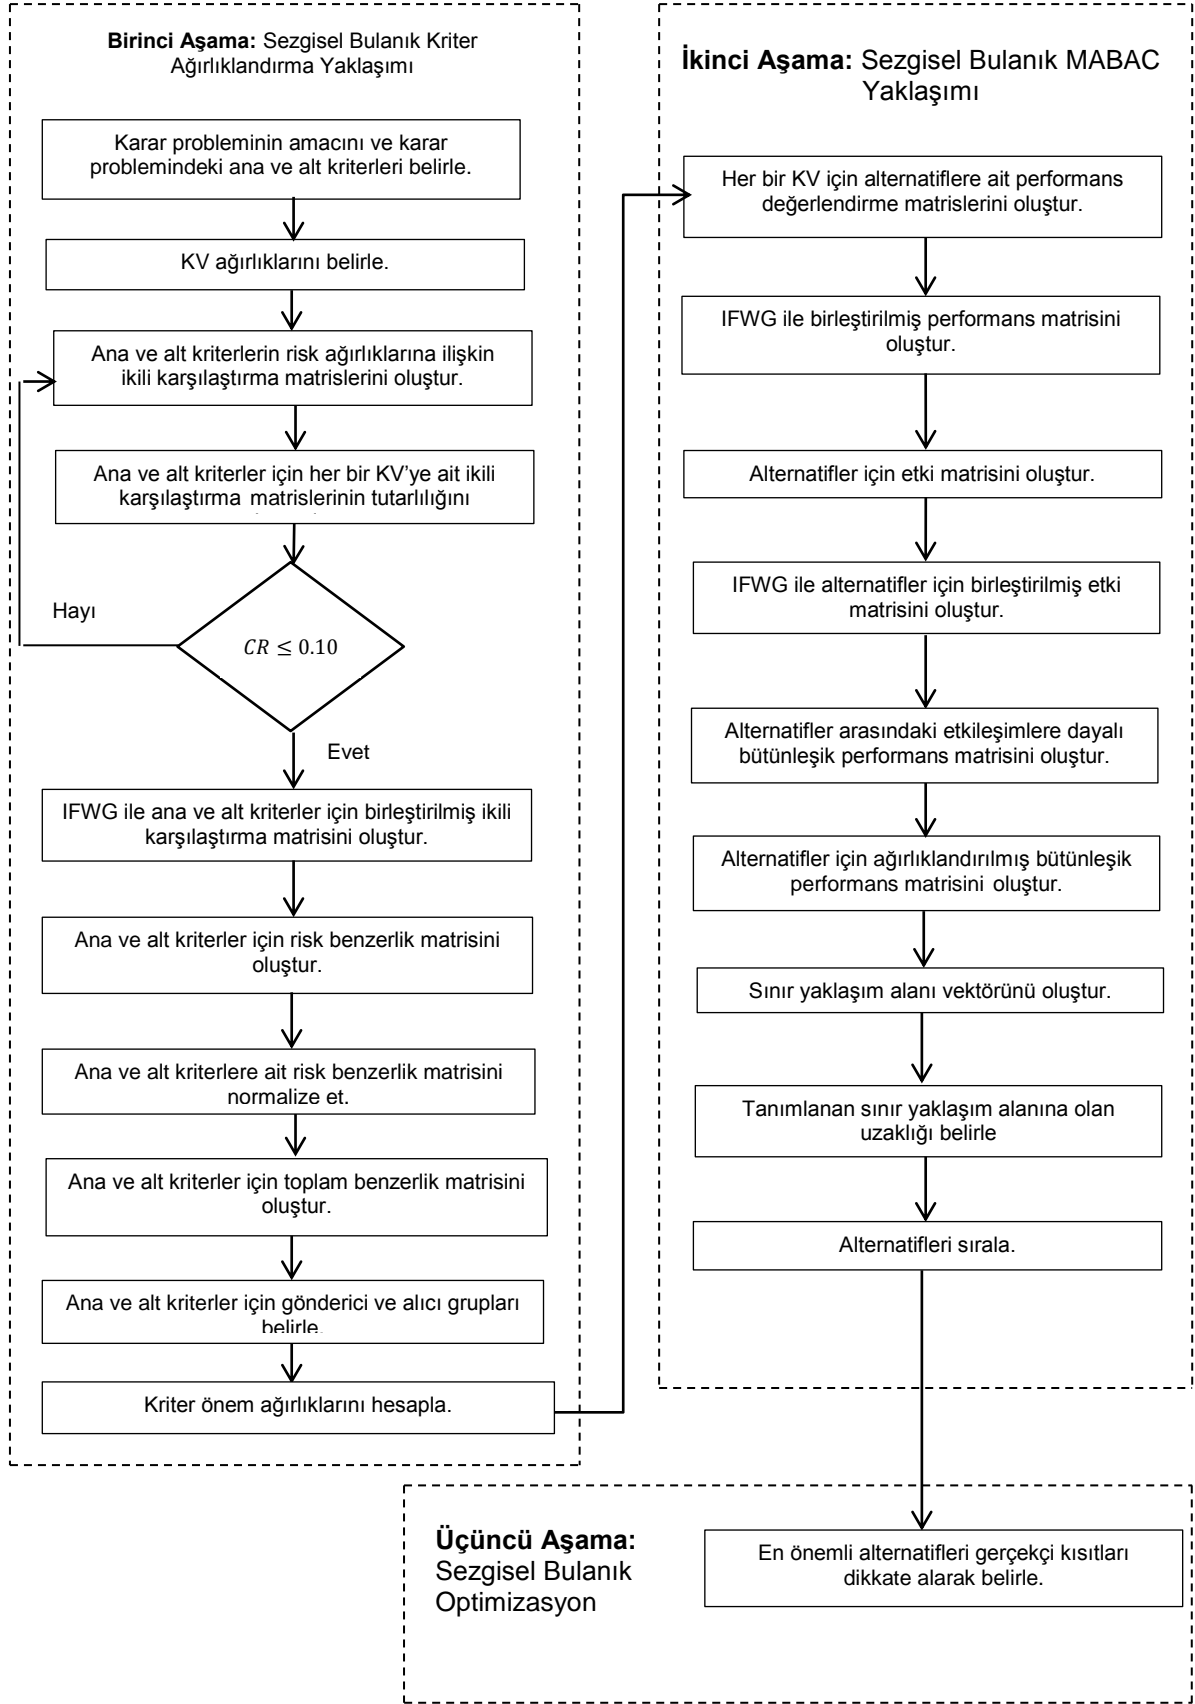 Birinci Aşama: Sezgisel Bulanık Kriter
Ağırlıklandırma Yaklaşımı
Karar probleminin amacını ve karar
problemindeki ana ve alt kriterleri belirle.
KV ağırlıklarını belirle.
Ana ve alt kriterlerin risk ağırlıklarına ilişkin
ikili karşılaştırma matrislerini oluştur.
Ana ve alt kriterler için her bir KV’ye ait ikili
karşılaştırma matrislerinin tutarlılığını
Hayı
CR ≤ 0.10
Evet
IFWG ile ana ve alt kriterler için birleştirilmiş ikili
karşılaştırma matrisini oluştur.
Ana ve alt kriterler için risk benzerlik matrisini
oluştur.
Ana ve alt kriterlere ait risk benzerlik matrisini
normalize et.
Ana ve alt kriterler için toplam benzerlik matrisini
oluştur.
Ana ve alt kriterler için gönderici ve alıcı grupları
belirle.
Kriter önem ağırlıklarını hesapla.
İkinci Aşama: Sezgisel Bulanık MABAC
Yaklaşımı
Her bir KV için alternatiflere ait performans
değerlendirme matrislerini oluştur.
IFWG ile birleştirilmiş performans matrisini
oluştur.
Alternatifler için etki matrisini oluştur.
IFWG ile alternatifler için birleştirilmiş etki
matrisini oluştur.
Alternatifler arasındaki etkileşimlere dayalı
bütünleşik performans matrisini oluştur.
Alternatifler için ağırlıklandırılmış bütünleşik
performans matrisini oluştur.
Sınır yaklaşım alanı vektörünü oluştur.
Tanımlanan sınır yaklaşım alanına olan
uzaklığı belirle
Alternatifleri sırala.
Üçüncü Aşama:
Sezgisel Bulanık
Optimizasyon
En önemli alternatifleri gerçekçi kısıtları
dikkate alarak belirle.